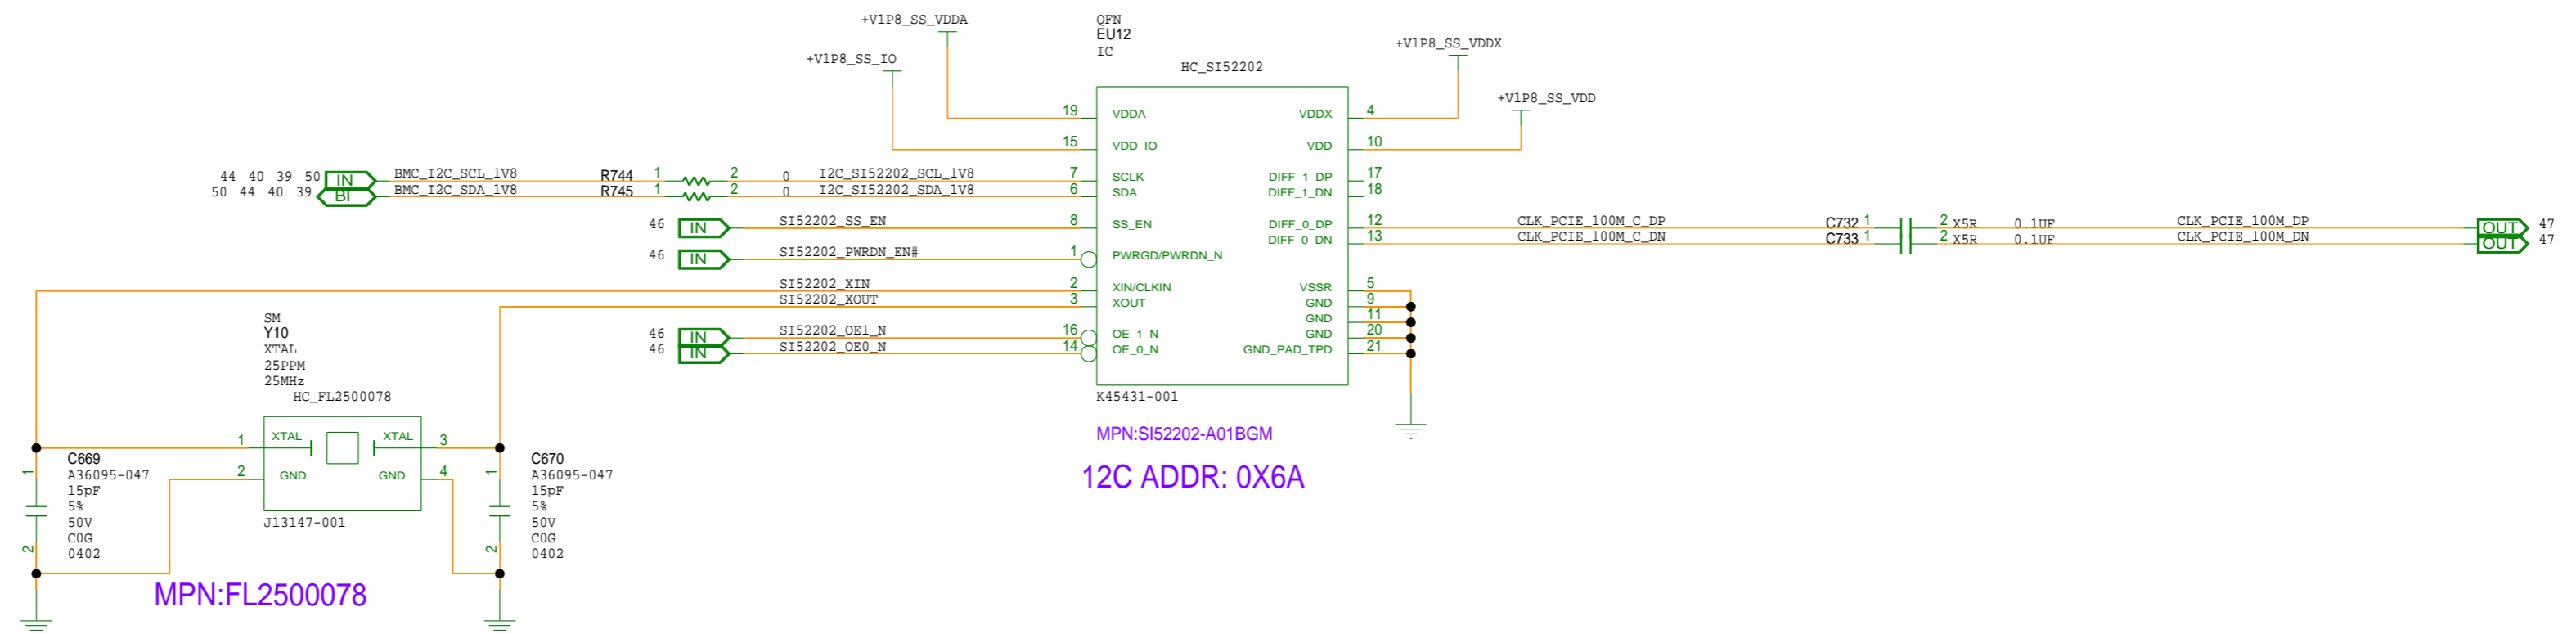 +V1P8_SS_VDDA
+V1P8_SS_IO
QFN
EU12
IC
HC_SI52202
+V1P8_SS_VDDX
+V1P8_SS_VDD
19 VDDA VDDX 4
15 VDD_IO VDD 10
44 40 39 50 IN BMC_I2C_SCL_1V8 R744 1 2 0 I2C_SI52202_SCL_1V8 7 SCLK DIFF_1_DP 17
50 44 40 39 BI BMC_I2C_SDA_1V8 R745 1 2 0 I2C_SI52202_SDA_1V8 6 SDA DIFF_1_DN 18
46 IN SI52202_SS_EN 8 SS_EN DIFF_0_DP 12 CLK_PCIE_100M_C_DP C732 1 2 X5R 0.1UF CLK_PCIE_100M_DP OUT 47
DIFF_0_DN 13 CLK_PCIE_100M_C_DN C733 1 2 X5R 0.1UF CLK_PCIE_100M_DN OUT 47
46 IN SI52202_PWRDN_EN# 1 PWRGD/PWRDN_N
SI52202_XIN 2 XIN/CLKIN VSSR 5
SI52202_XOUT 3 XOUT GND 9
GND 11
46 IN SI52202_OE1_N 16 OE_1_N GND 20
46 IN SI52202_OE0_N 14 OE_0_N GND_PAD_TPD 21
K45431-001
MPN:SI52202-A01BGM
12C ADDR: 0X6A
SM
Y10
XTAL
25PPM
25MHz
HC_FL2500078
1 XTAL XTAL 3
2 GND GND 4
J13147-001
MPN:FL2500078
C669
A36095-047
15pF
5%
50V
C0G
0402
1
2
C670
A36095-047
15pF
5%
50V
C0G
0402
1
2